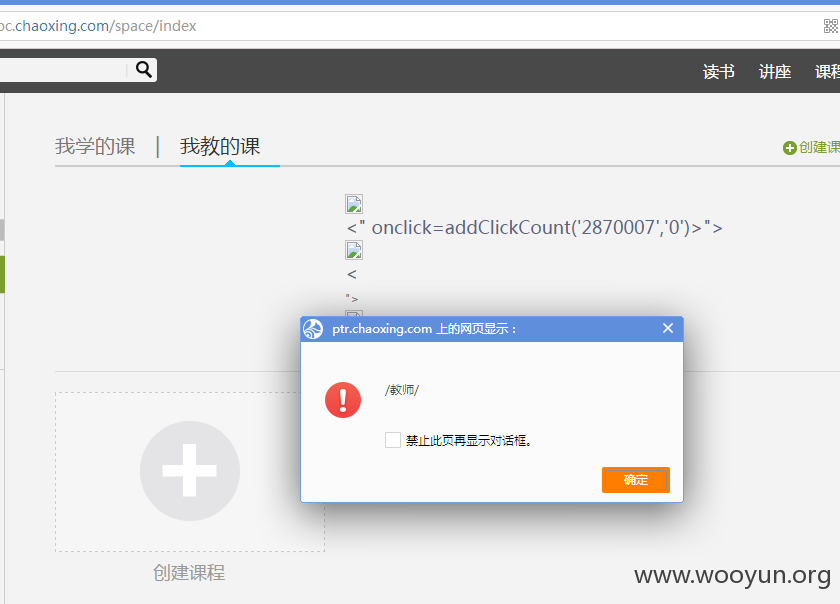 oc.chaoxing.com/space/index
读书 讲座 课程
我学的课 | 我教的课
创建课
<" onclick=addClickCount('2870007','0')>">
<
">
ptr.chaoxing.com 上的网页显示：
/教师/
禁止此页再显示对话框。
确定
创建课程
www.wooyun.org